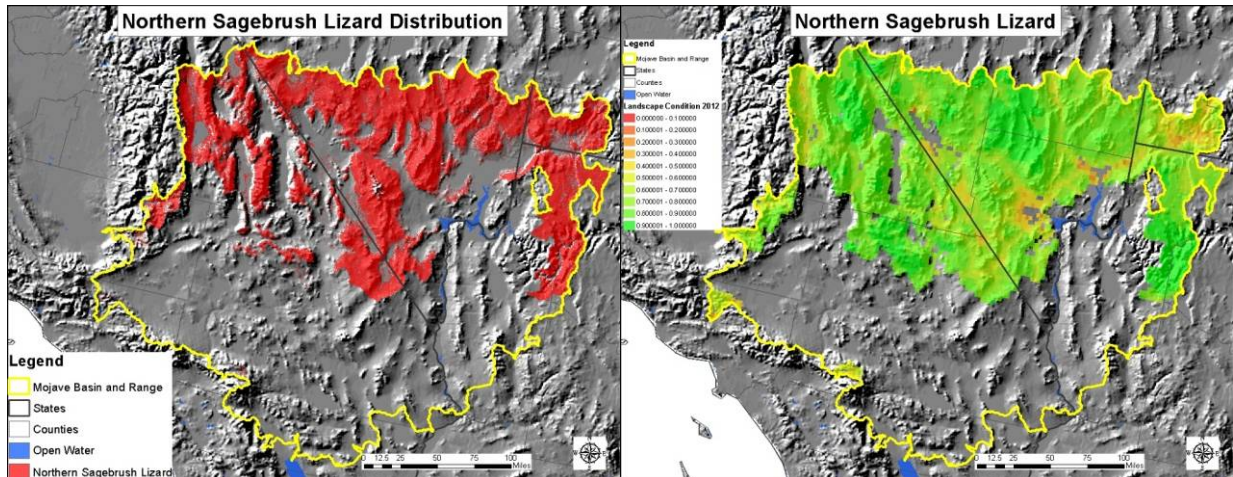 Northern Sagebrush Lizard Distribution
Legend
Mojave Basin and Range
States
Counties
Open Water
Northern Sagebrush Lizard
0 12.5 25 50 75 100
Miles
Northern Sagebrush Lizard
Legend
Mojave Basin and Range
States
Counties
Open Water
Landscape Condition 2012
0.000000 - 0.100000
0.100001 - 0.200000
0.200001 - 0.300000
0.300001 - 0.400000
0.400001 - 0.500000
0.500001 - 0.600000
0.600001 - 0.700000
0.700001 - 0.800000
0.800001 - 0.900000
0.900001 - 1.000000
0 12.5 25 50 75 100
Miles